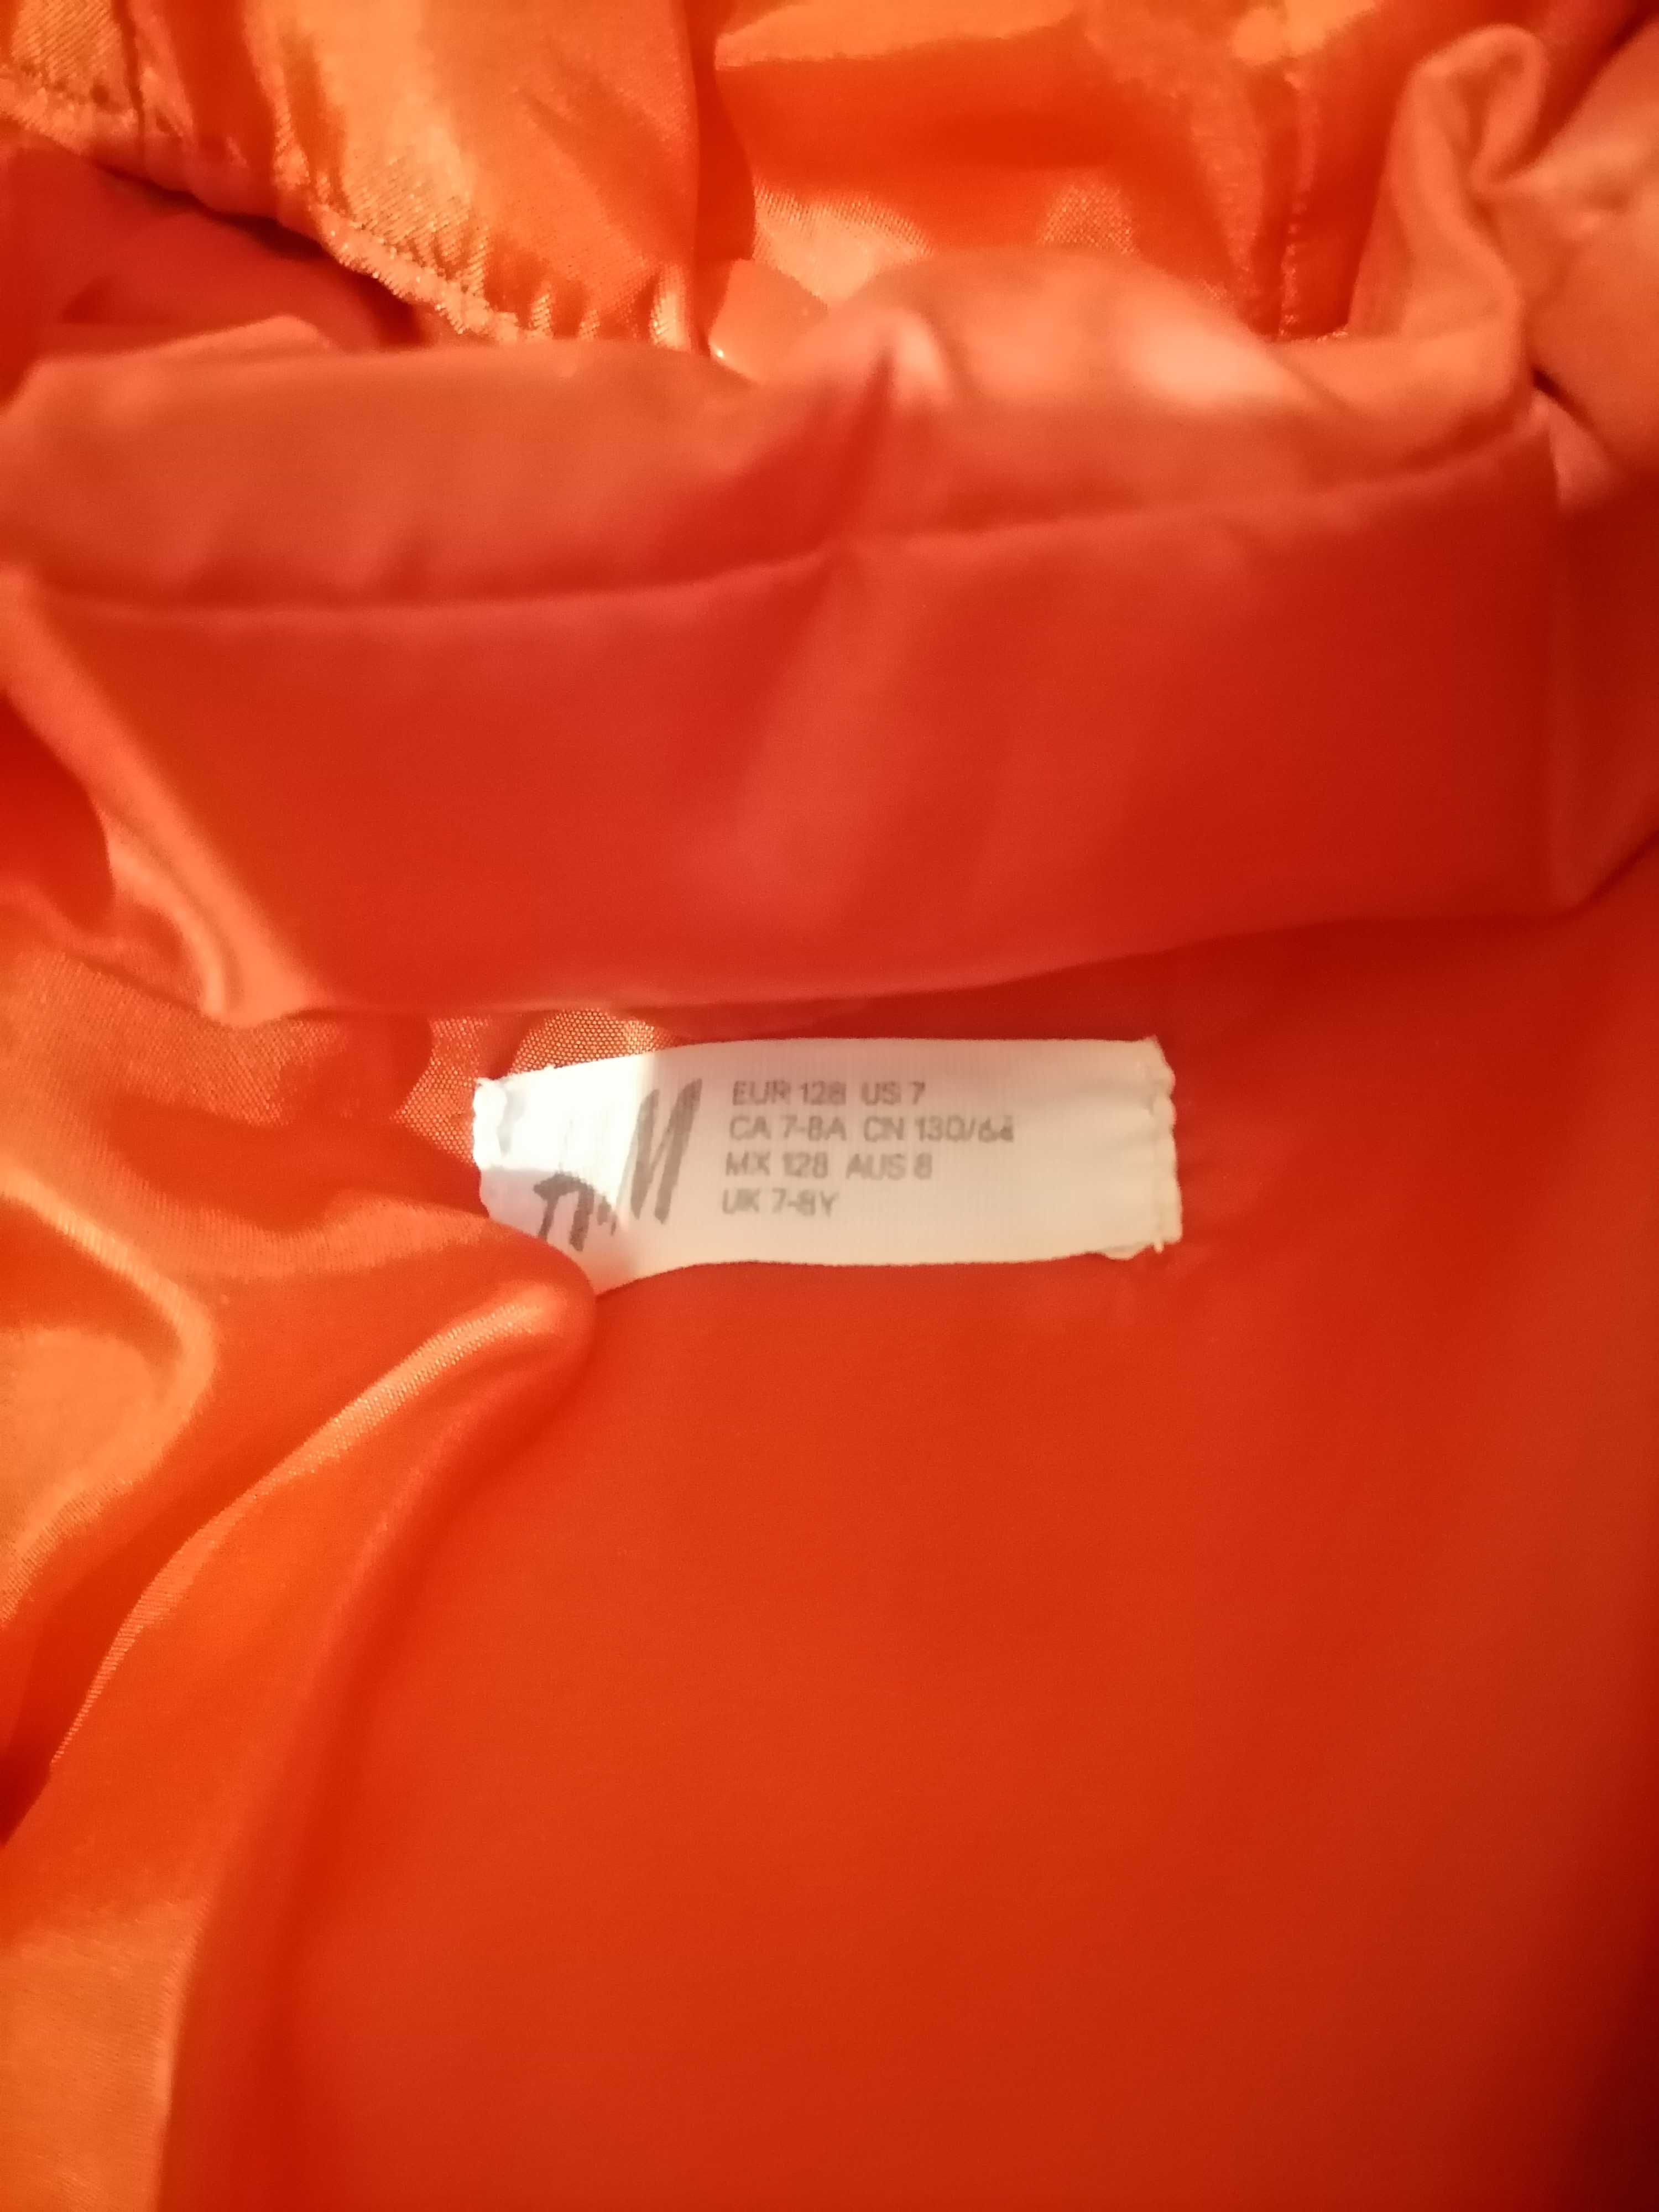 H&M
EUR 128 US 7
CA 7-8A CN 130/64
MX 128 AUS 8
UK 7-8Y